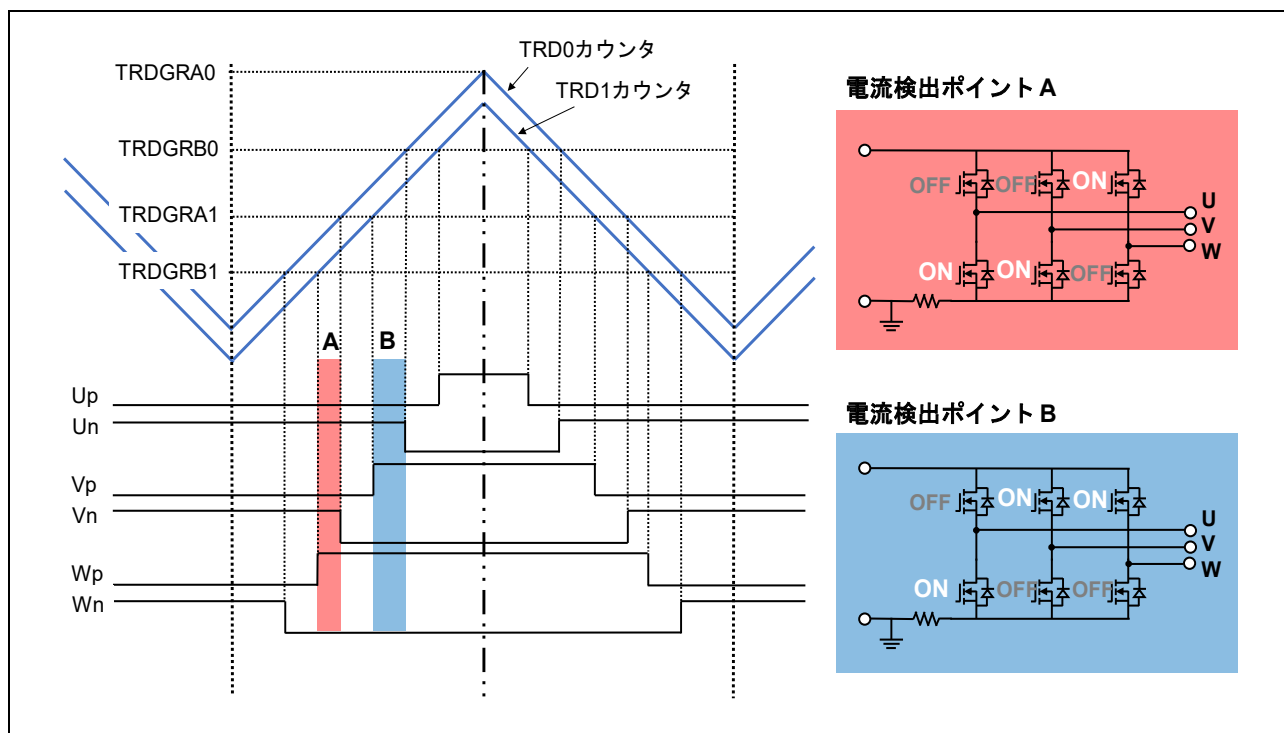 TRDGRA0
TRDGRB0
TRDGRA1
TRDGRB1
TRD0カウンタ
TRD1カウンタ
A
B
Up
Un
Vp
Vn
Wp
Wn
電流検出ポイント A
OFF OFF ON
U
V
W
ON ON OFF
電流検出ポイント B
OFF ON ON
U
V
W
ON OFF OFF